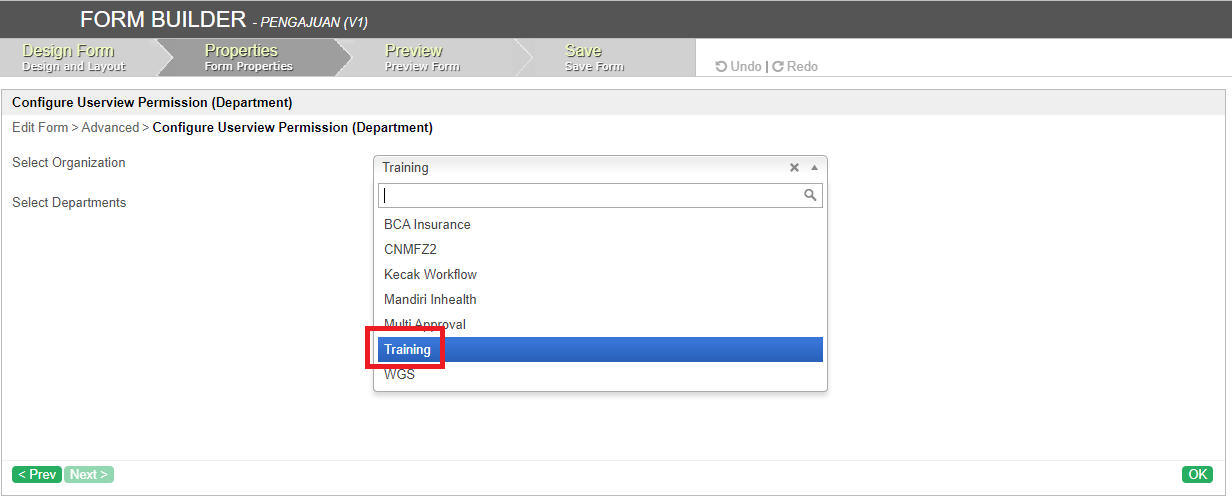 FORM BUILDER - PENGAJUAN (V1)
Design Form
Design and Layout
Properties
Form Properties
Preview
Preview Form
Save
Save Form
Undo | Redo
Configure Userview Permission (Department)
Edit Form > Advanced > Configure Userview Permission (Department)
Select Organization
Training
Select Departments
BCA Insurance
CNMFZ2
Kecak Workflow
Mandiri Inhealth
Multi Approval
Training
WGS
< Prev
Next >
OK